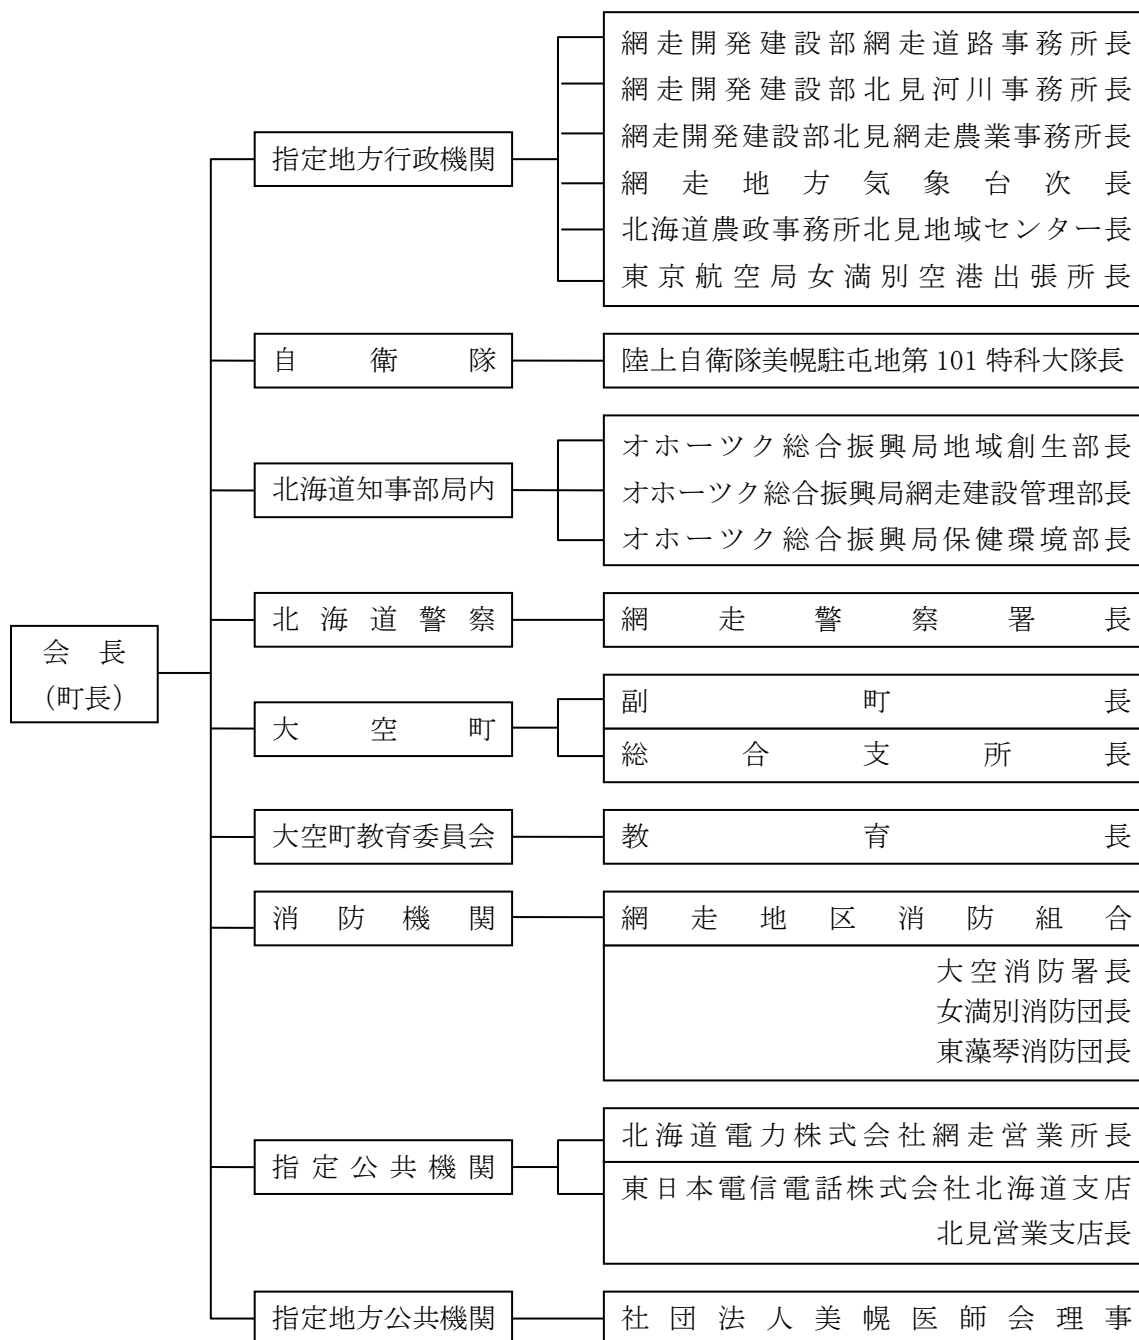 網走開発建設部網走道路事務所長
網走開発建設部北見河川事務所長
指定地方行政機関
網走開発建設部北見網走農業事務所長
網走地方気象台次長
北海道農政事務所北見地域センター長
東京航空局女満別空港出張所長
自衛隊
陸上自衛隊美幌駐屯地第101特科大隊長
オホーツク総合振興局地域創生部長
北海道知事部局内
オホーツク総合振興局網走建設管理部長
オホーツク総合振興局保健環境部長
北海道警察
網走警察署長
会長
(町長)
大空町
副町長
総合支所長
大空町教育委員会
教育長
消防機関
網走地区消防組合
大空消防署長
女満別消防団長
東藻琴消防団長
指定公共機関
北海道電力株式会社網走営業所長
東日本電信電話株式会社北海道支店
北見営業支店長
指定地方公共機関
社団法人美幌医師会理事